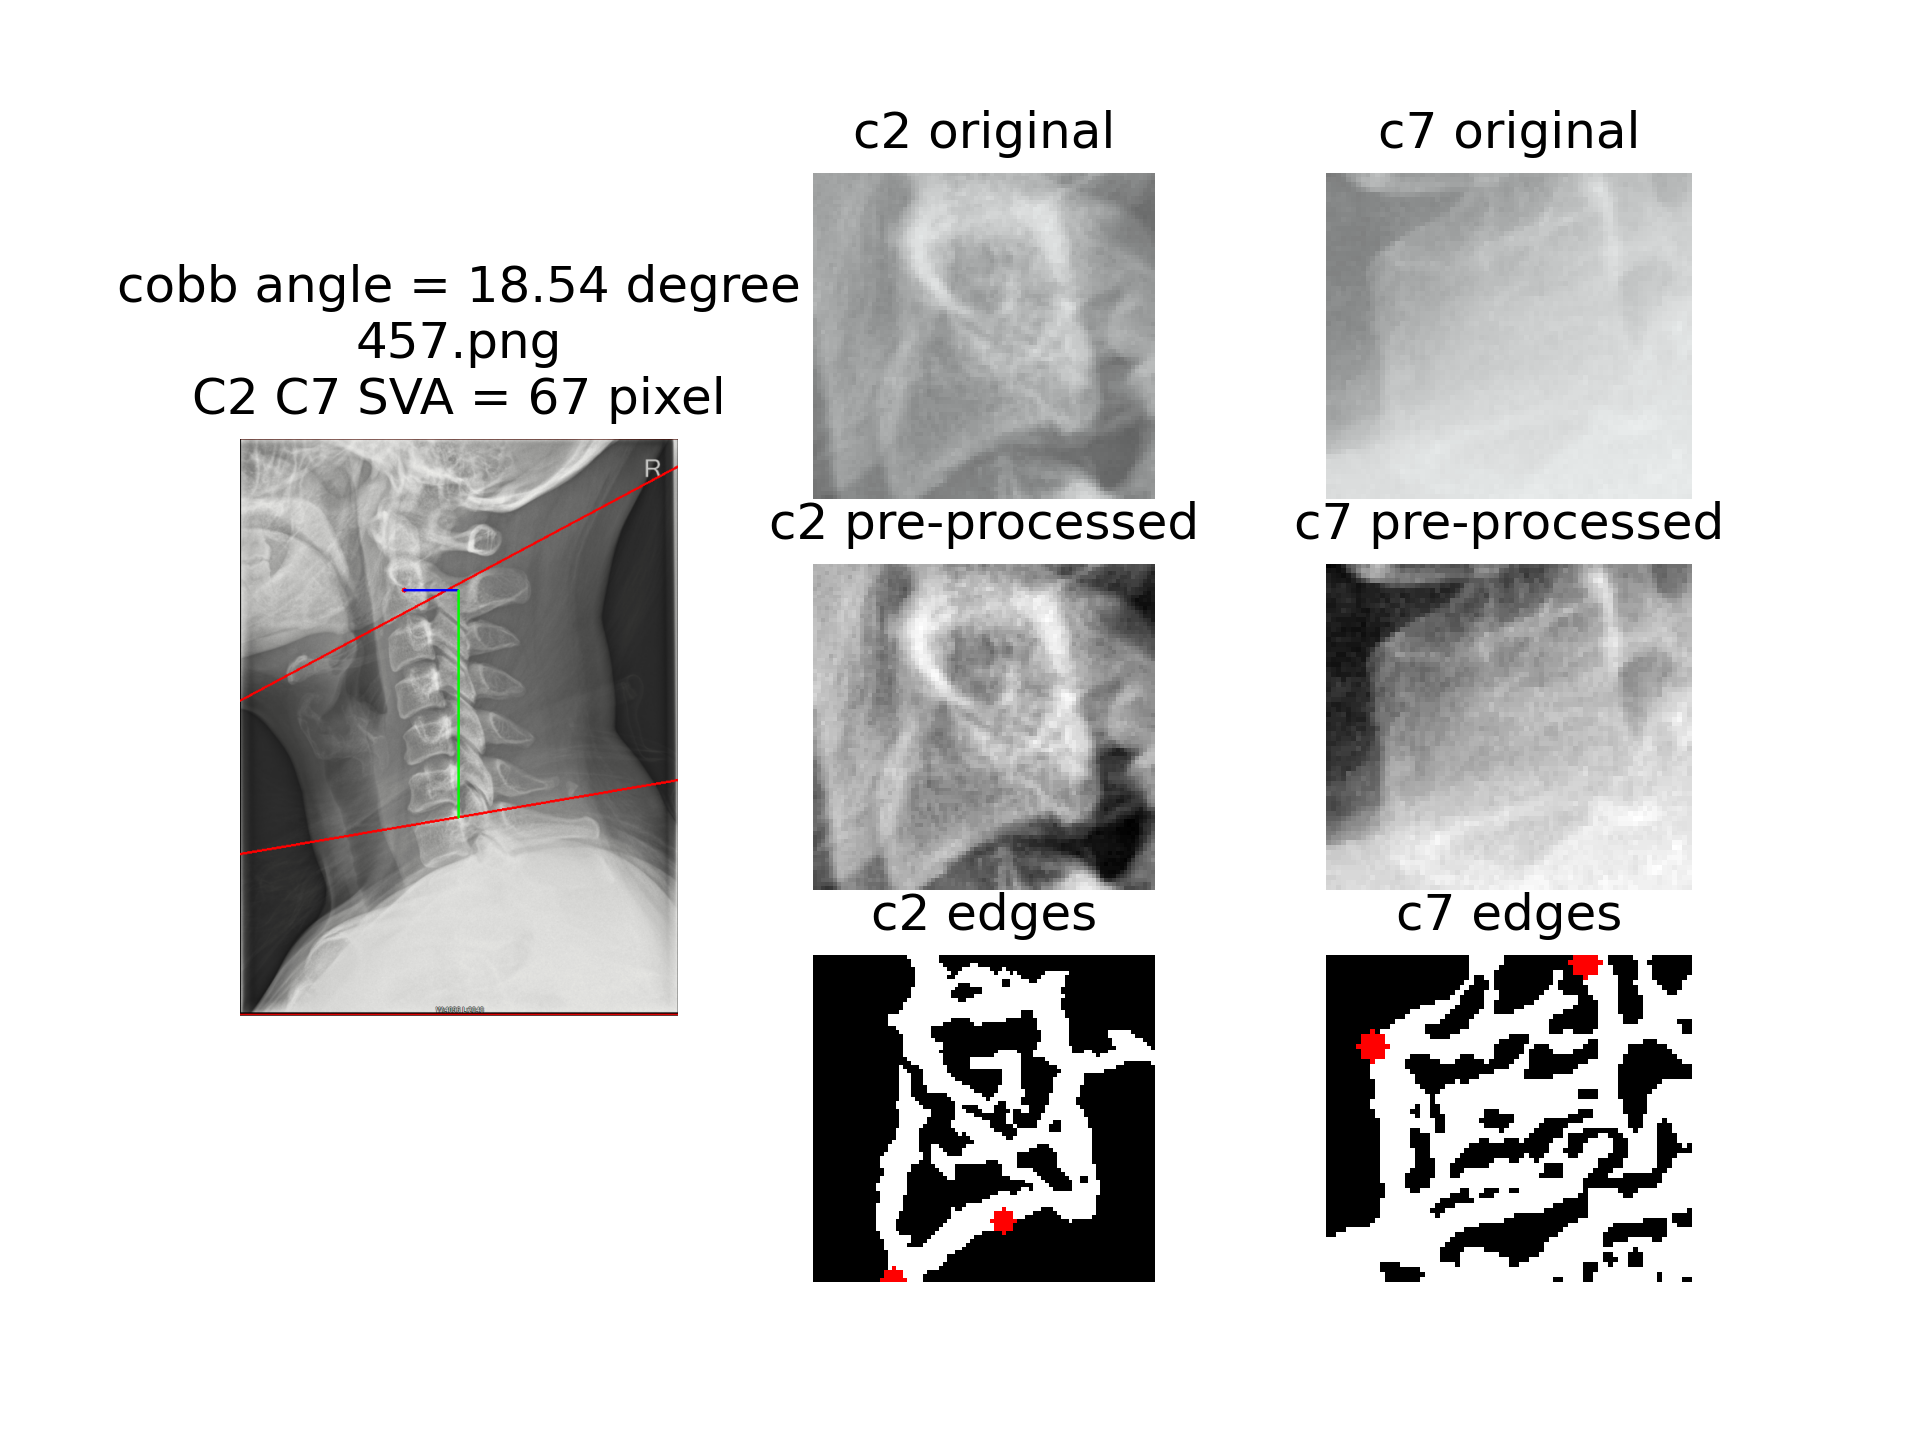 cobb angle = 18.54 degree
457.png
C2 C7 SVA = 67 pixel
R
c2 original
c7 original
c2 pre-processed
c7 pre-processed
c2 edges
c7 edges